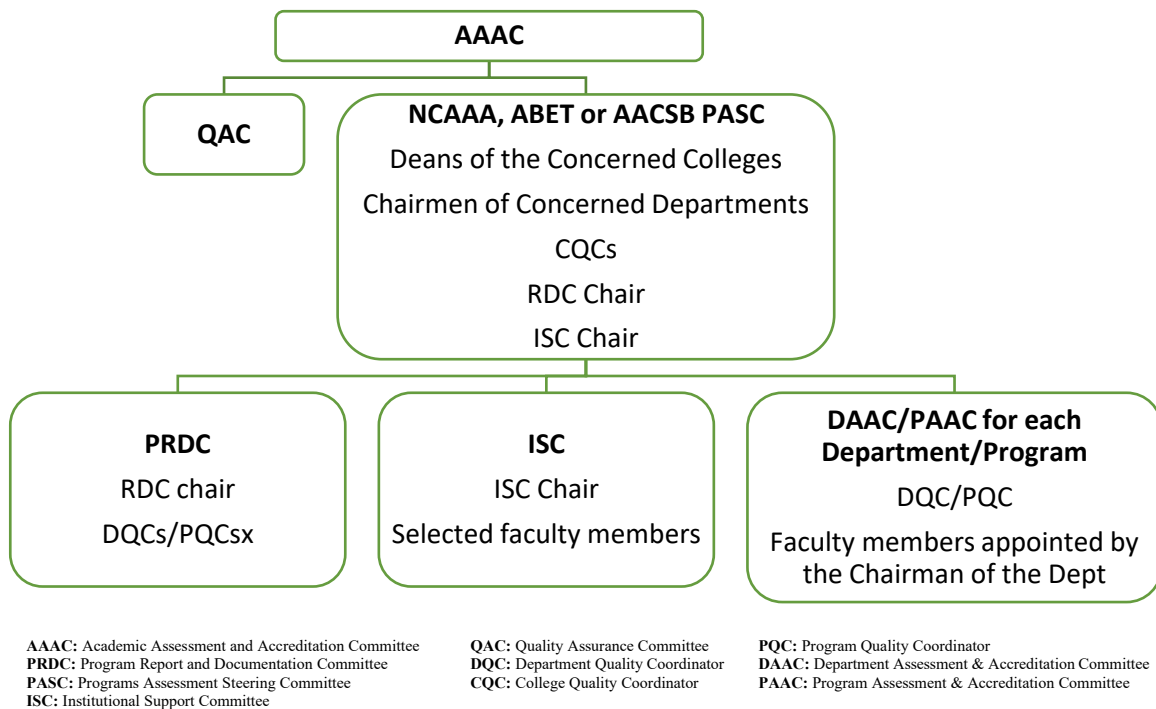 AAAC
QAC
NCAAA, ABET or AACSB PASC
Deans of the Concerned Colleges
Chairmen of Concerned Departments
CQCs
RDC Chair
ISC Chair
PRDC
RDC chair
DQCs/PQCsx
ISC
ISC Chair
Selected faculty members
DAAC/PAAC for each
Department/Program
DQC/PQC
Faculty members appointed by
the Chairman of the Dept
AAAC: Academic Assessment and Accreditation Committee
PRDC: Program Report and Documentation Committee
PASC: Programs Assessment Steering Committee
ISC: Institutional Support Committee
QAC: Quality Assurance Committee
DQC: Department Quality Coordinator
CQC: College Quality Coordinator
PQC: Program Quality Coordinator
DAAC: Department Assessment & Accreditation Committee
PAAC: Program Assessment & Accreditation Committee